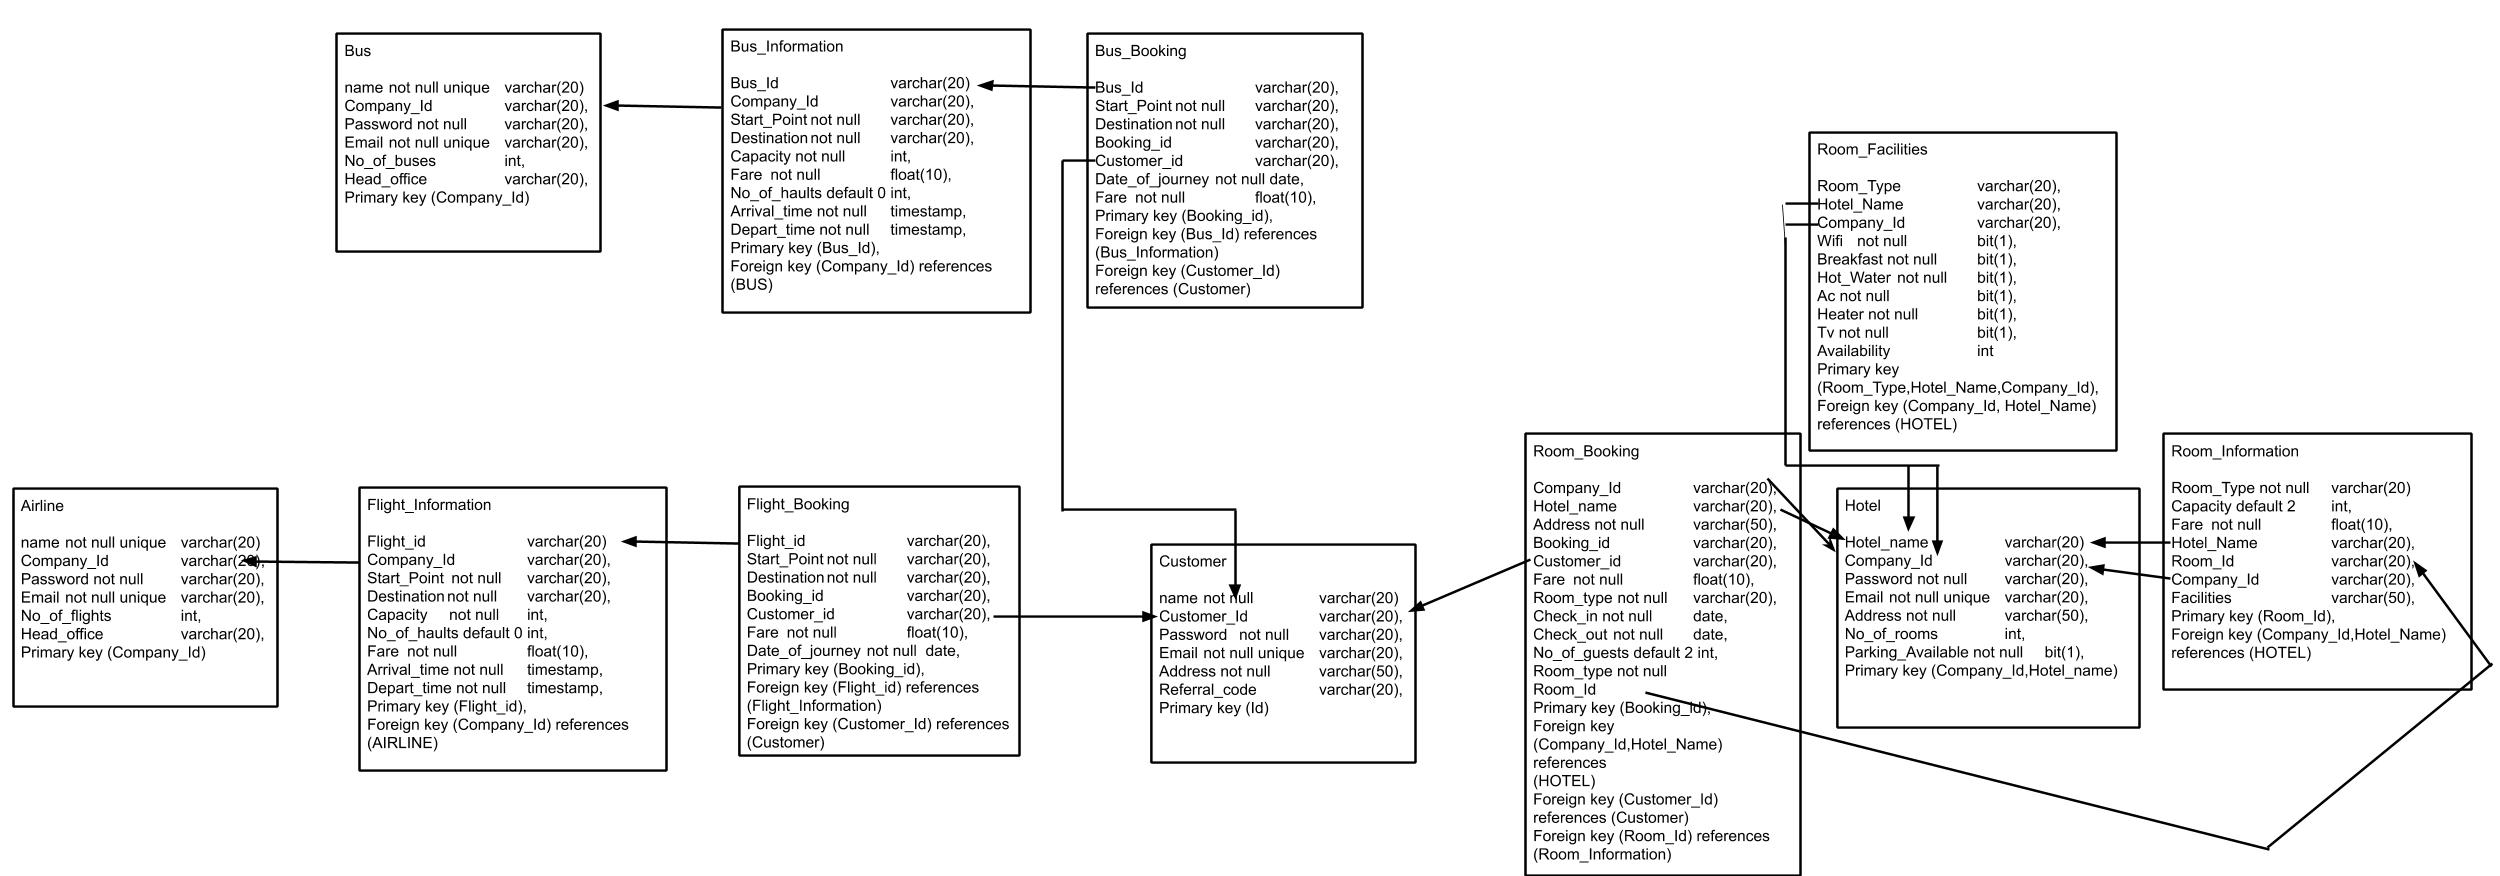 Bus
name not null unique varchar(20)
Company_Id varchar(20),
Password not null varchar(20),
Email not null unique varchar(20),
No_of_buses int,
Head_office varchar(20),
Primary key (Company_Id)
Bus_Information
Bus_Id varchar(20)
Company_Id varchar(20),
Start_Point not null varchar(20),
Destination not null varchar(20),
Capacity not null int,
Fare not null float(10),
No_of_haults default 0 int,
Arrival_time not null timestamp,
Depart_time not null timestamp,
Primary key (Bus_Id),
Foreign key (Company_Id) references
(BUS)
Bus_Booking
Bus_Id varchar(20),
Start_Point not null varchar(20),
Destination not null varchar(20),
Booking_id varchar(20),
Customer_id varchar(20),
Date_of_journey not null date,
Fare not null float(10),
Primary key (Booking_id),
Foreign key (Bus_Id) references
(Bus_Information)
Foreign key (Customer_Id)
references (Customer)
Room_Facilities
Room_Type varchar(20),
Hotel_Name varchar(20),
Company_Id varchar(20),
Wifi not null bit(1),
Breakfast not null bit(1),
Hot_Water not null bit(1),
Ac not null bit(1),
Heater not null bit(1),
Tv not null bit(1),
Availability int
Primary key
(Room_Type,Hotel_Name,Company_Id),
Foreign key (Company_Id, Hotel_Name)
references (HOTEL)
Airline
name not null unique varchar(20)
Company_Id varchar(20),
Password not null varchar(20),
Email not null unique varchar(20),
No_of_flights int,
Head_office varchar(20),
Primary key (Company_Id)
Flight_Information
Flight_id varchar(20)
Company_Id varchar(20),
Start_Point not null varchar(20),
Destination not null varchar(20),
Capacity not null int,
No_of_haults default 0 int,
Fare not null float(10),
Arrival_time not null timestamp,
Depart_time not null timestamp,
Primary key (Flight_id),
Foreign key (Company_Id) references
(AIRLINE)
Flight_Booking
Flight_id varchar(20),
Start_Point not null varchar(20),
Destination not null varchar(20),
Booking_id varchar(20),
Customer_id varchar(20),
Fare not null float(10),
Date_of_journey not null date,
Primary key (Booking_id),
Foreign key (Flight_id) references
(Flight_Information)
Foreign key (Customer_Id) references
(Customer)
Customer
name not null varchar(20)
Customer_Id varchar(20),
Password not null varchar(20),
Email not null unique varchar(20),
Address not null varchar(50),
Referral_code varchar(20),
Primary key (Id)
Room_Booking
Company_Id varchar(20),
Hotel_name varchar(20),
Address not null varchar(50),
Booking_id varchar(20),
Customer_id varchar(20),
Fare not null float(10),
Room_type not null varchar(20),
Check_in not null date,
Check_out not null date,
No_of_guests default 2 int,
Room_type not null
Room_Id
Primary key (Booking_Id),
Foreign key
(Company_Id,Hotel_Name)
references
(HOTEL)
Foreign key (Customer_Id)
references (Customer)
Foreign key (Room_Id) references
(Room_Information)
Hotel
Hotel_name varchar(20)
Company_Id varchar(20),
Password not null varchar(20),
Email not null unique varchar(20),
Address not null varchar(50),
No_of_rooms int,
Parking_Available not null bit(1),
Primary key (Company_Id,Hotel_name)
Room_Information
Room_Type not null varchar(20)
Capacity default 2 int,
Fare not null float(10),
Hotel_Name varchar(20),
Room_Id varchar(20),
Company_Id varchar(20),
Facilities varchar(50),
Primary key (Room_Id),
Foreign key (Company_Id,Hotel_Name)
references (HOTEL)